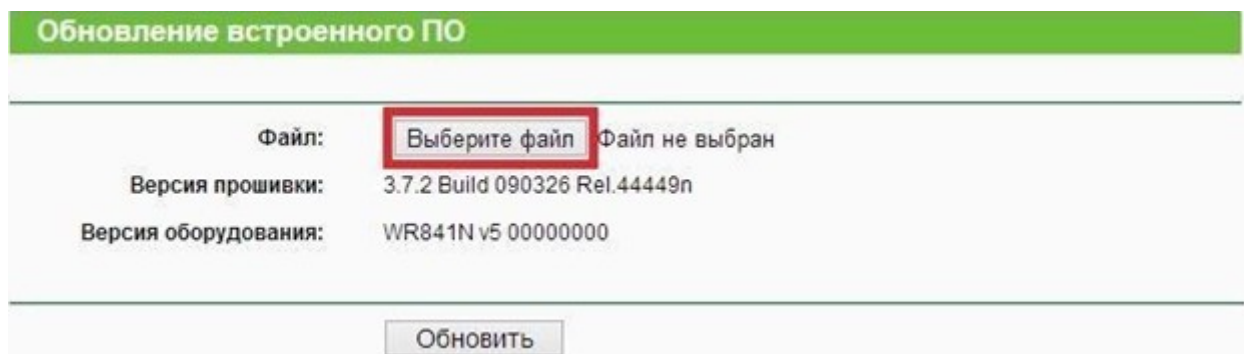 Обновление встроенного ПО
Файл: Выберите файл Файл не выбран
Версия прошивки: 3.7.2 Build 090326 Rel.44449n
Версия оборудования: WR841N v5 00000000
Обновить